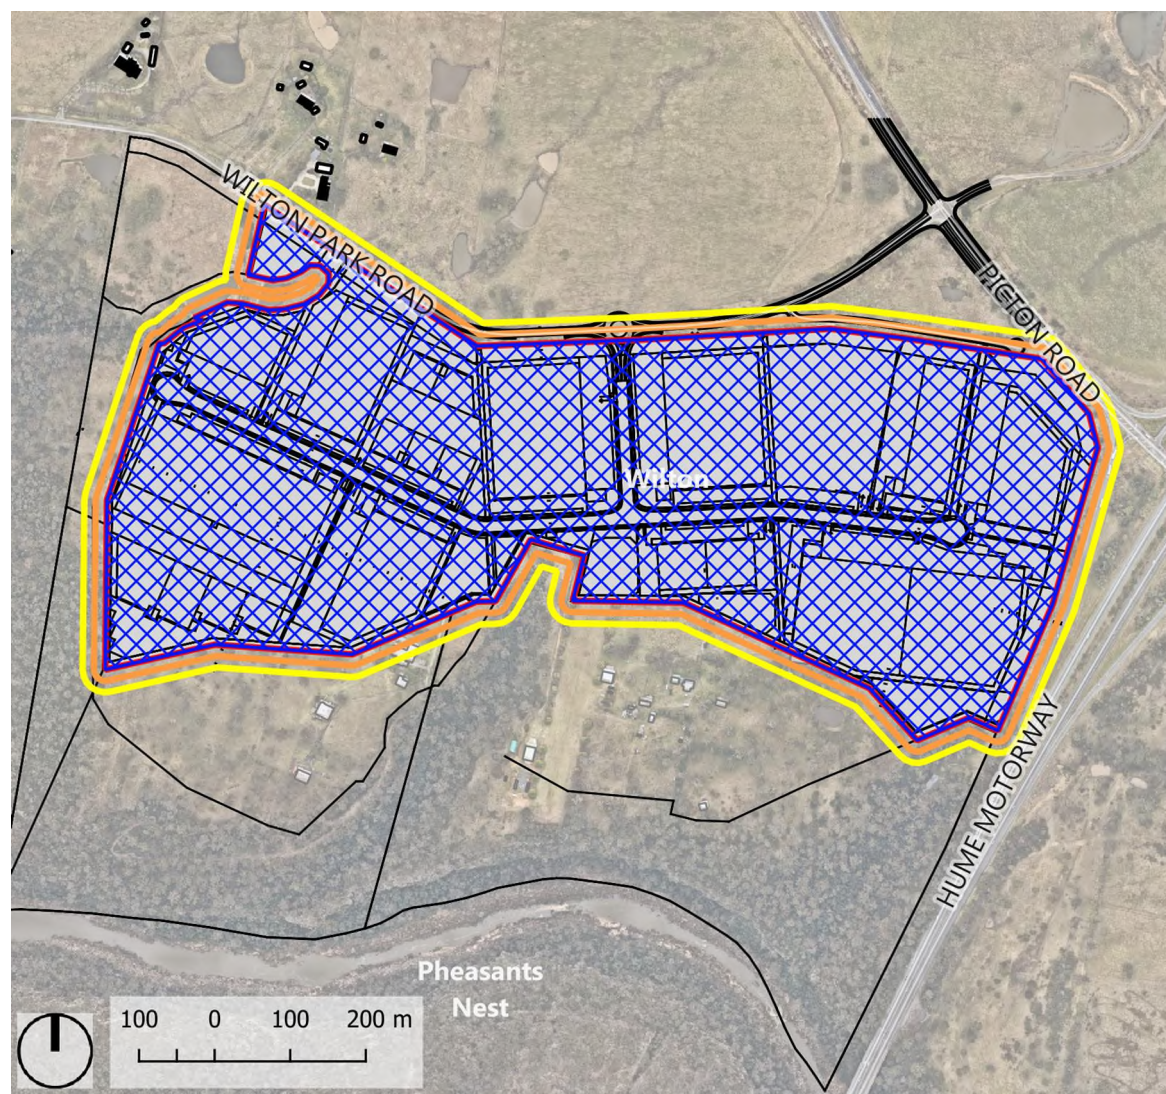 WILTON PARK ROAD
PICTON ROAD
Wilton
HUME MOTORWAY
Pheasants
Nest
100 0 100 200 m